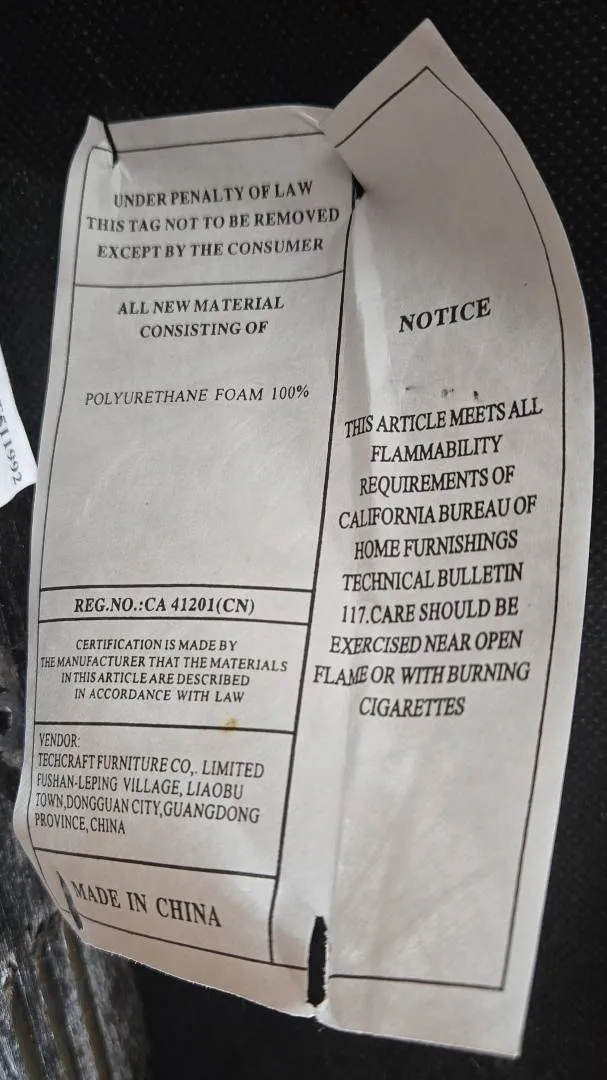 UNDER PENALTY OF LAW
THIS TAG NOT TO BE REMOVED
EXCEPT BY THE CONSUMER
ALL NEW MATERIAL
CONSISTING OF
POLYURETHANE FOAM 100%
REG.NO.:CA 41201(CN)
CERTIFICATION IS MADE BY
THE MANUFACTURER THAT THE MATERIALS
IN THIS ARTICLE ARE DESCRIBED
IN ACCORDANCE WITH LAW
VENDOR:
TECHCRAFT FURNITURE CO,. LIMITED
FUSHAN-LEPING VILLAGE, LIAOBU
TOWN,DONGGUAN CITY,GUANGDONG
PROVINCE, CHINA
MADE IN CHINA
NOTICE
THIS ARTICLE MEETS ALL
FLAMMABILITY
REQUIREMENTS OF
CALIFORNIA BUREAU OF
HOME FURNISHINGS
TECHNICAL BULLETIN
117.CARE SHOULD BE
EXERCISED NEAR OPEN
FLAME OR WITH BURNING
CIGARETTES